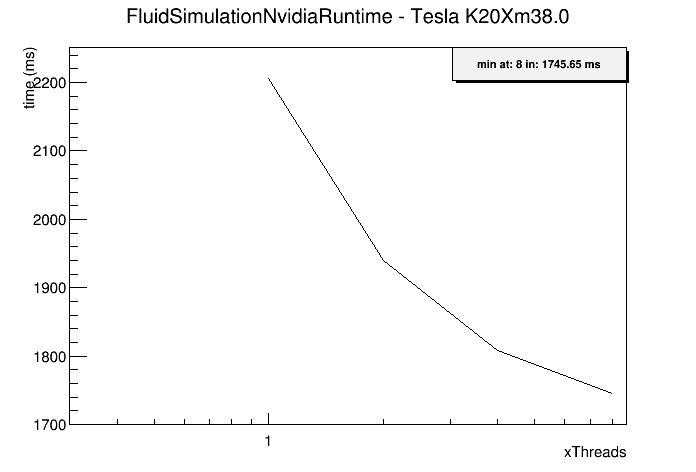 FluidSimulationNvidiaRuntime - Tesla K20Xm38.0
min at: 8 in: 1745.65 ms
time (ms)
2200
2100
2000
1900
1800
1700
1
xThreads